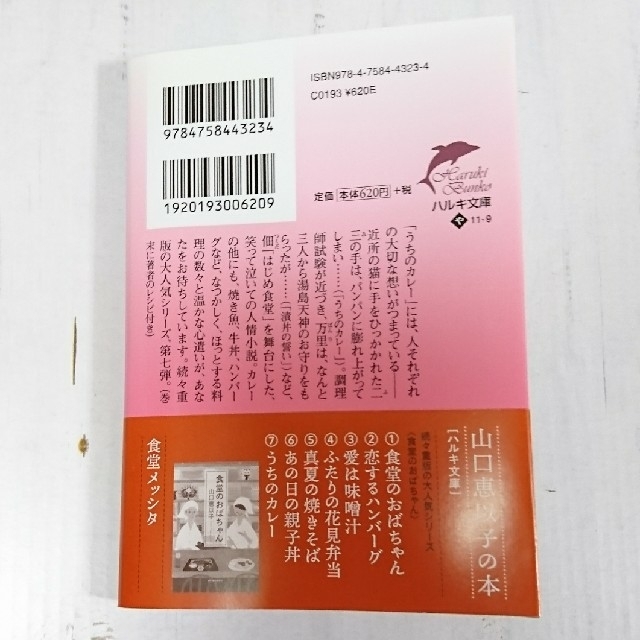 ISBN978-4-7584-4323-4
C0193 ¥620E
9784758443234
1920193006209
定価 本体620円 +税
Haruki
Bunko
ハルキ文庫
や 11-9
「うちのカレー」には、人それぞれ
の大切な想いがつまっている——
近所の猫に手をひっかかれた二
三の手は、パンパンに膨れ上がって
しまい……(「うちのカレー」)。調理
師試験が近づき、万里は、なんと
三人から湯島天神のお守りをも
らったが……(「漬丼の誓い」)など、
佃「はじめ食堂」を舞台にした、
笑って泣いての人情小説。カレー
の他にも、焼き魚、牛丼、ハンバー
グなど、なつかしく、ほっとする料
理の数々と温かな心遣いが、あな
たをお待ちしています。続々重
版の大人気シリーズ、第七弾。(巻
末に著者のレシピ付き)
山口恵以子の本
[ハルキ文庫]
続々重版の大人気シリーズ
〈食堂のおばちゃん〉
①食堂のおばちゃん
②恋するハンバーグ
③愛は味噌汁
④ふたりの花見弁当
⑤真夏の焼きそば
⑥あの日の親子丼
⑦うちのカレー
食堂のおばちゃん
山口恵以子
食堂メッシタ